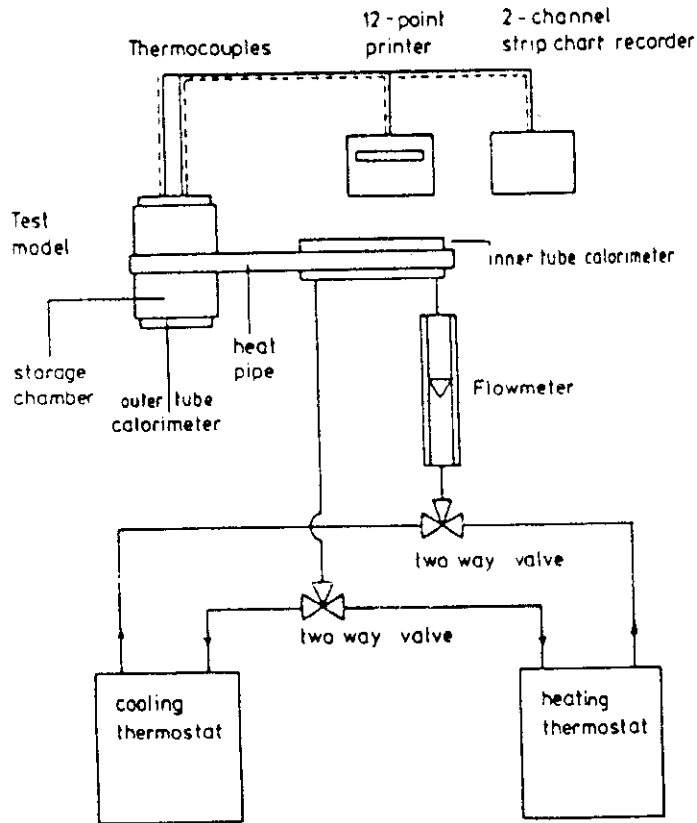 Thermocouples
12-point
printer
2-channel
strip chart recorder
Test
model
inner tube calorimeter
storage
chamber
outer tube
calorimeter
heat
pipe
Flowmeter
two way valve
two way valve
cooling
thermostat
heating
thermostat